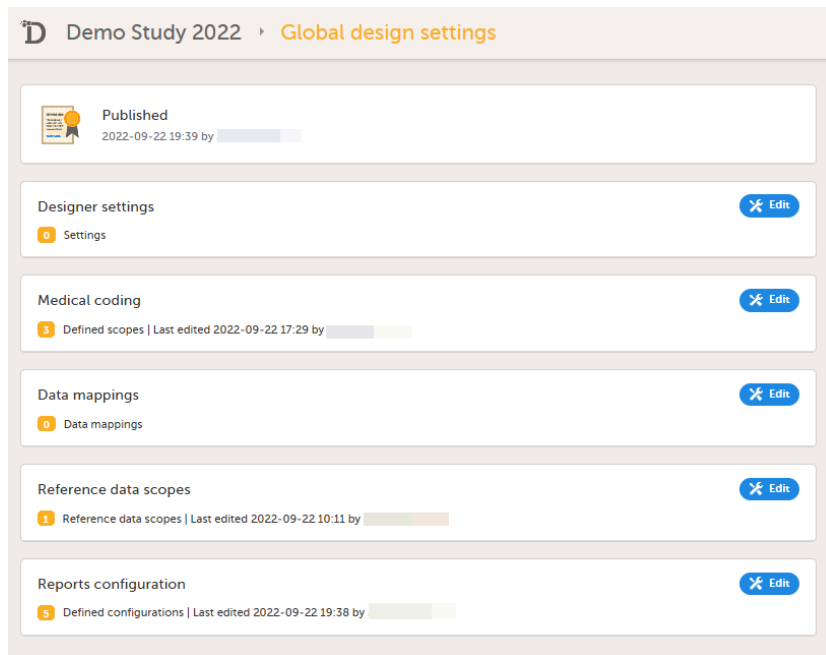 D Demo Study 2022 Global design settings
Published
2022-09-22 19:39 by
Designer settings
Edit
0 Settings
Medical coding
Edit
3 Defined scopes | Last edited 2022-09-22 17:29 by
Data mappings
Edit
0 Data mappings
Reference data scopes
Edit
1 Reference data scopes | Last edited 2022-09-22 10:11 by
Reports configuration
Edit
5 Defined configurations | Last edited 2022-09-22 19:38 by